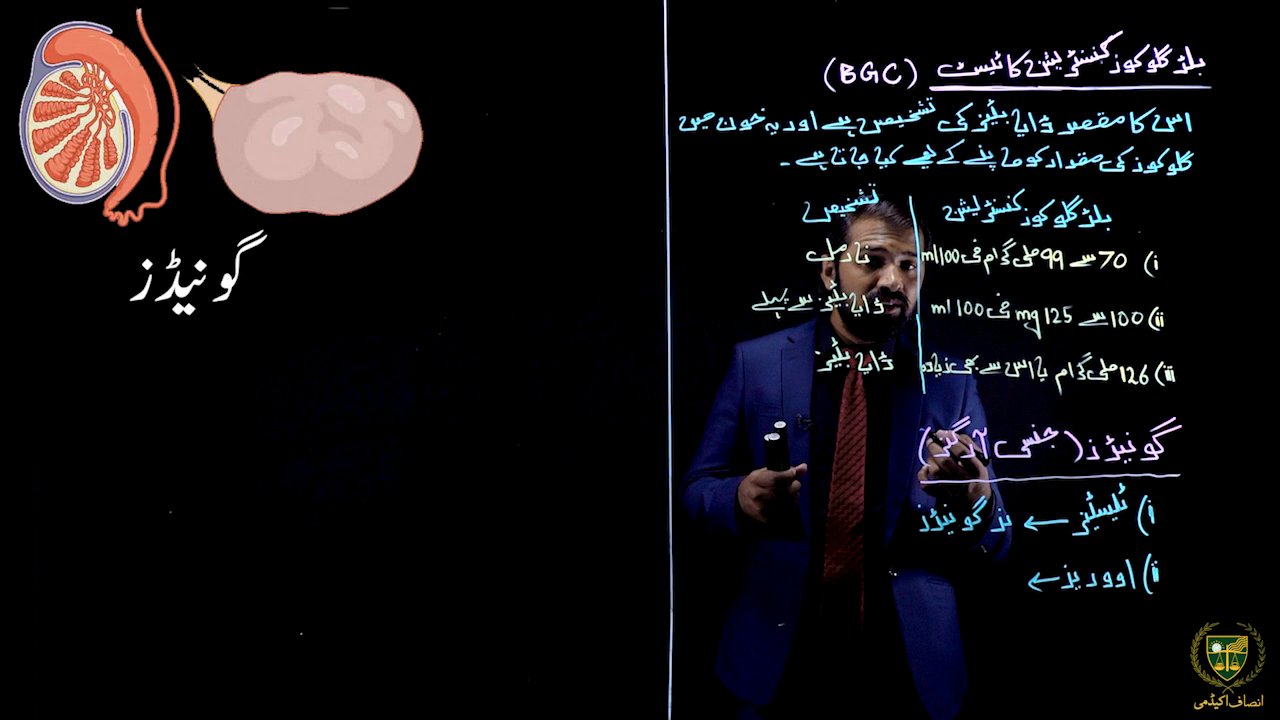 بلڈ گلوکوز کنسنٹریشن کا ٹیسٹ (BGC)
اس کا مقصد ڈایابیٹیز کی تشخیص ہے اور یہ خون میں
گلوکوز کی مقدار کو ماپنے کے لیے کیا جاتا ہے۔
بلڈ گلوکوز کنسنٹریشن تشخیص
i) 70 سے 99 ملی گرام فی 100 ml نارمل
ii) 100 سے 125 mg فی 100 ml ڈایابیٹیز سے پہلے
iii) 126 ملی گرام یا اس سے بھی زیادہ ڈایابیٹیز
گونیڈز (جنسی آرگنز)
i) ٹیسٹیز ← نر گونیڈز
ii) اووریز ←
گونیڈز
انصاف اکیڈمی